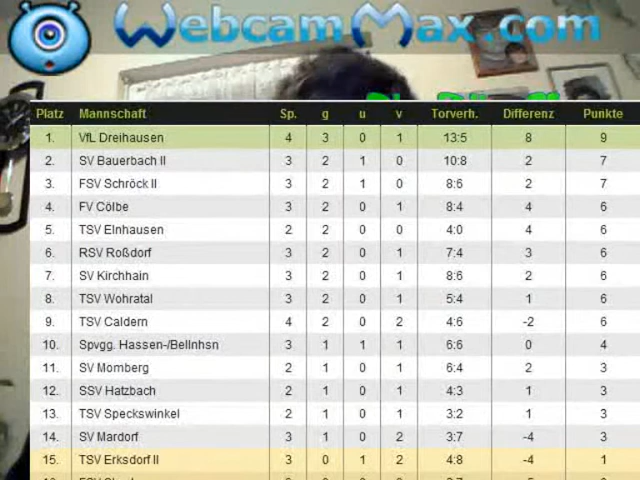 WebcamMax.com
Platz Mannschaft Sp. g u v Torverh. Differenz Punkte
1. VfL Dreihausen 4 3 0 1 13:5 8 9
2. SV Bauerbach II 3 2 1 0 10:8 2 7
3. FSV Schröck II 3 2 1 0 8:6 2 7
4. FV Cölbe 3 2 0 1 8:4 4 6
5. TSV Elnhausen 2 2 0 0 4:0 4 6
6. RSV Roßdorf 3 2 0 1 7:4 3 6
7. SV Kirchhain 3 2 0 1 8:6 2 6
8. TSV Wohratal 3 2 0 1 5:4 1 6
9. TSV Caldern 4 2 0 2 4:6 -2 6
10. Spvgg. Hassen-/Bellnhsn 3 1 1 1 6:6 0 4
11. SV Momberg 2 1 0 1 6:4 2 3
12. SSV Hatzbach 2 1 0 1 4:3 1 3
13. TSV Speckswinkel 2 1 0 1 3:2 1 3
14. SV Mardorf 3 1 0 2 3:7 -4 3
15. TSV Erksdorf II 3 0 1 2 4:8 -4 1